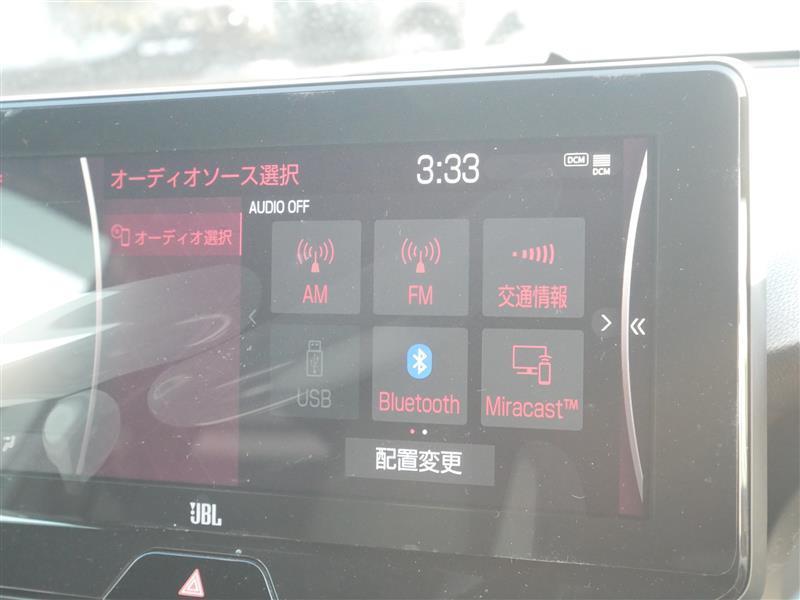 オーディオソース選択
3:33
DCM
DCM
AUDIO OFF
オーディオ選択
AM
FM
交通情報
USB
Bluetooth
Miracast™
配置変更
JBL